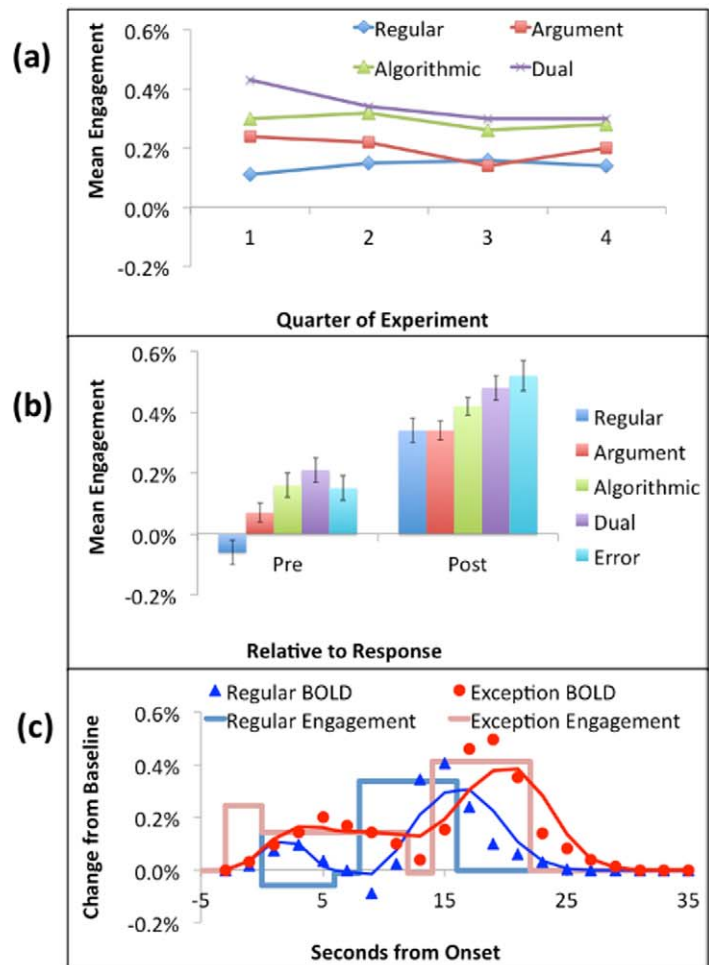 (a)
0.6%
0.4%
0.2%
0.0%
-0.2%
Mean Engagement
Regular Argument
Algorithmic Dual
1 2 3 4
Quarter of Experiment
(b)
0.6%
0.4%
0.2%
0.0%
-0.2%
Mean Engagement
Pre Post
Regular
Argument
Algorithmic
Dual
Error
Relative to Response
(c)
Regular BOLD Exception BOLD
Regular Engagement Exception Engagement
0.6%
0.4%
0.2%
0.0%
-0.2%
Change from Baseline
-5 5 15 25 35
Seconds from Onset